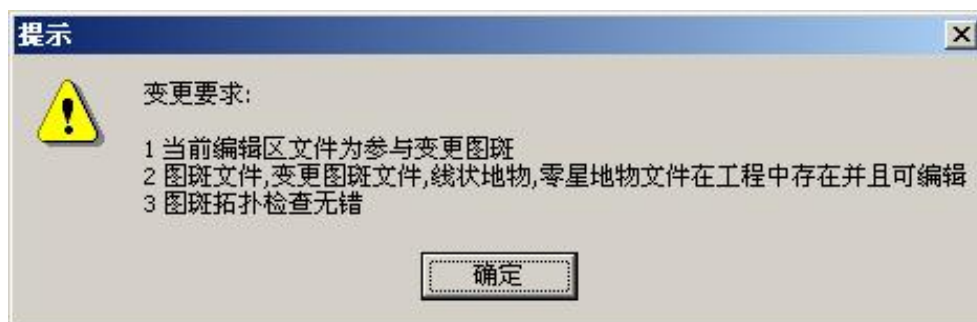 提示
变更要求:
1 当前编辑区文件为参与变更图斑
2 图斑文件,变更图斑文件,线状地物,零星地物文件在工程中存在并且可编辑
3 图斑拓扑检查无错
确定